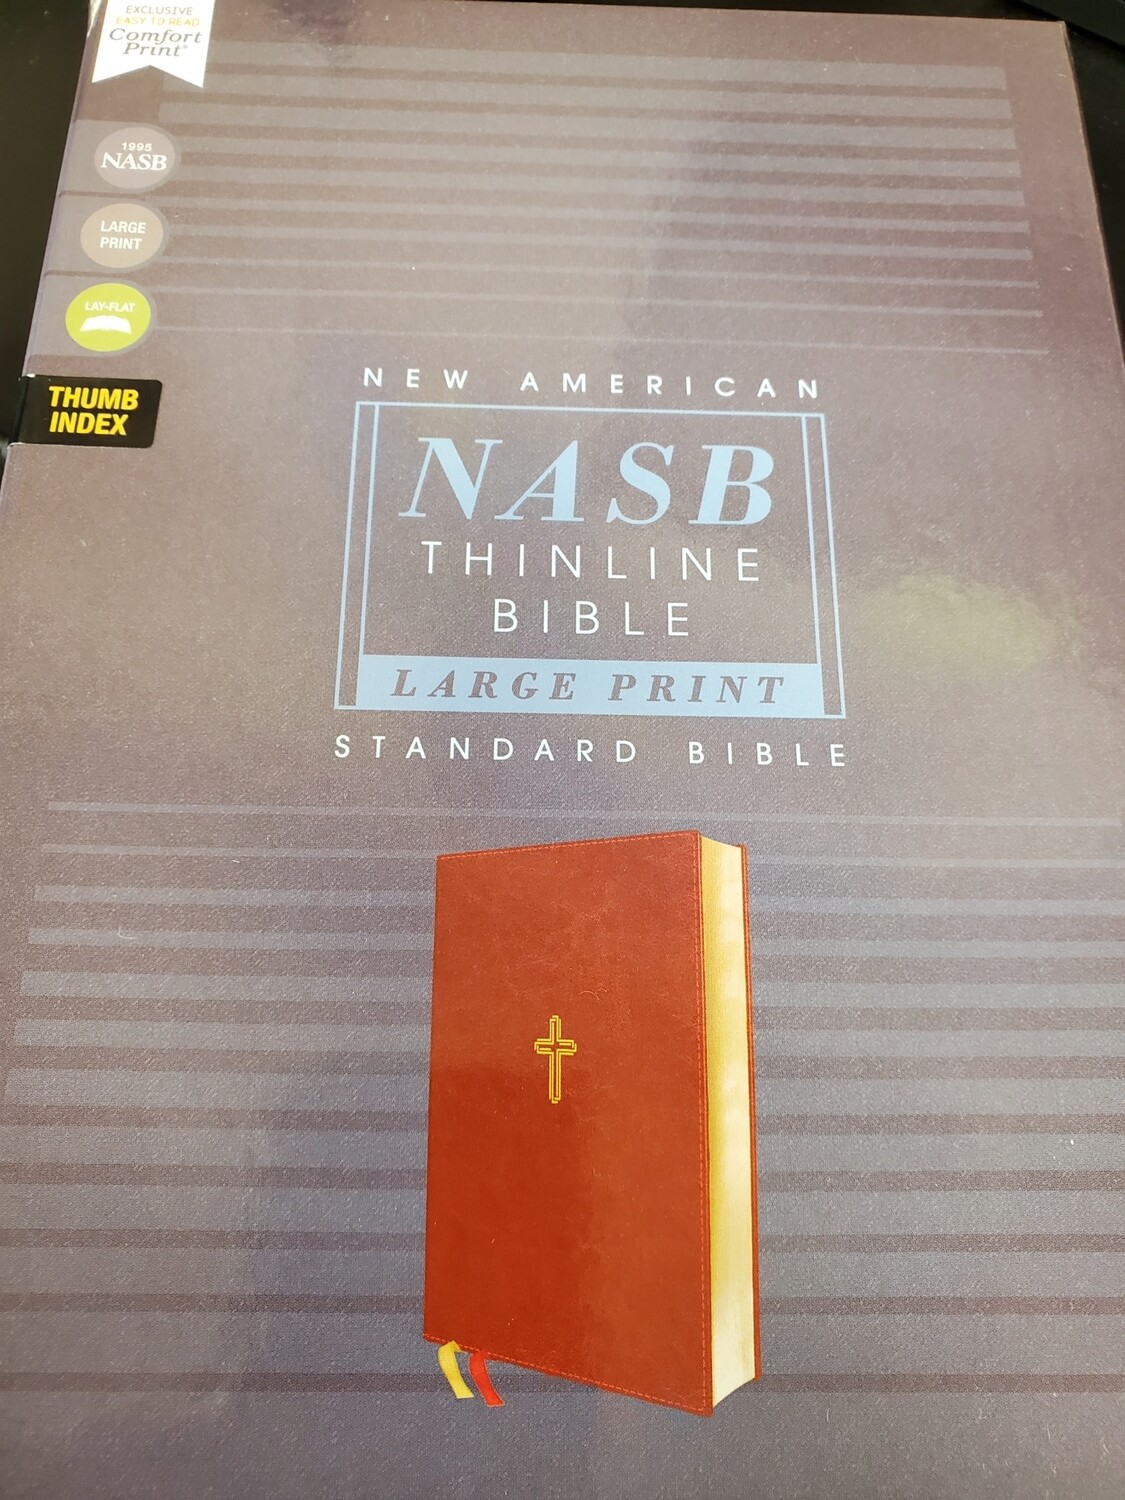 EXCLUSIVE
EASY TO READ
Comfort
Print®
1995
NASB
LARGE
PRINT
LAY-FLAT
THUMB
INDEX
NEW AMERICAN
NASB
THINLINE
BIBLE
LARGE PRINT
STANDARD BIBLE